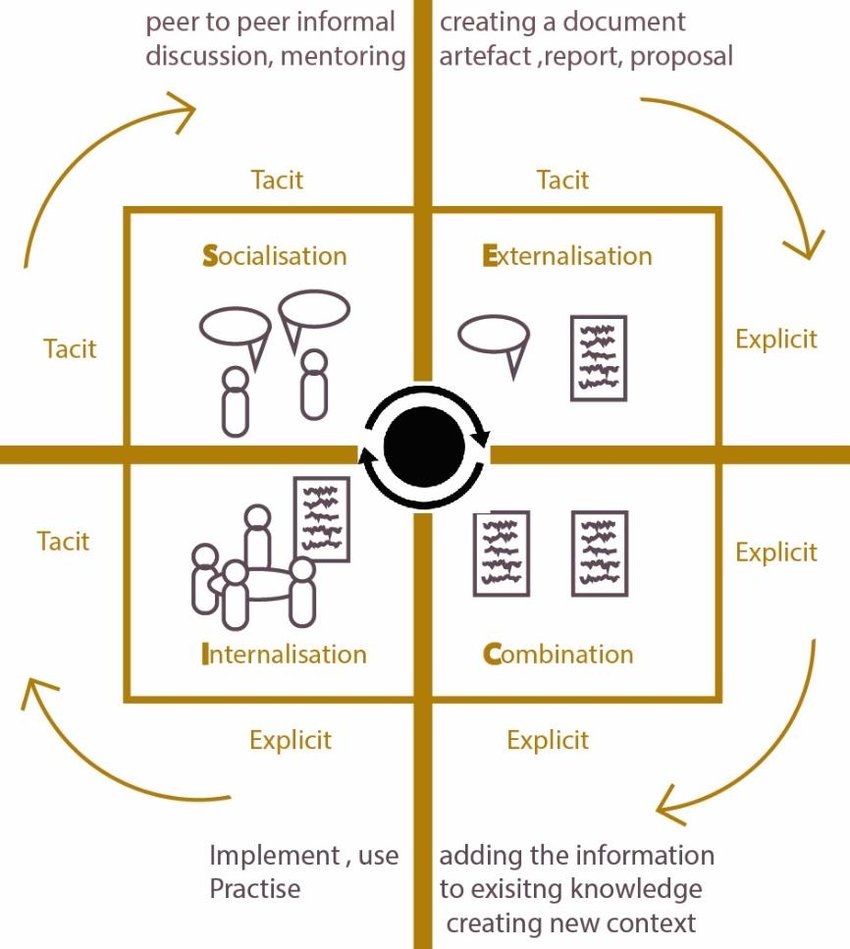 peer to peer informal
discussion, mentoring
creating a document
artefact ,report, proposal
Tacit
Tacit
Socialisation
Externalisation
Tacit
Explicit
Tacit
Explicit
Internalisation
Combination
Explicit
Explicit
Implement , use
Practise
adding the information
to exisitng knowledge
creating new context